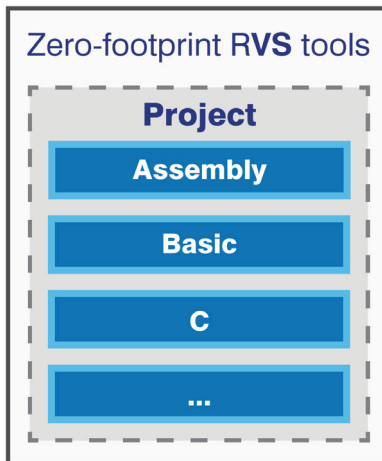 Zero-footprint RVS tools
Project
Assembly
Basic
C
...